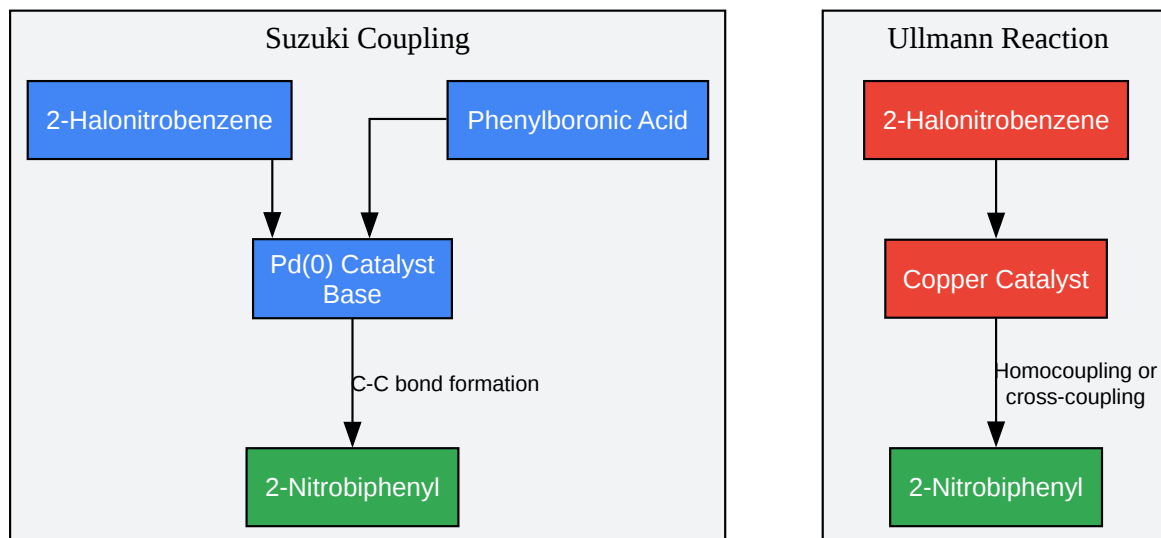 Suzuki Coupling
2-Halonitrobenzene
Phenylboronic Acid
Pd(0) Catalyst
Base
C-C bond formation
2-Nitrobiphenyl
Ullmann Reaction
2-Halonitrobenzene
Copper Catalyst
Homocoupling or
cross-coupling
2-Nitrobiphenyl